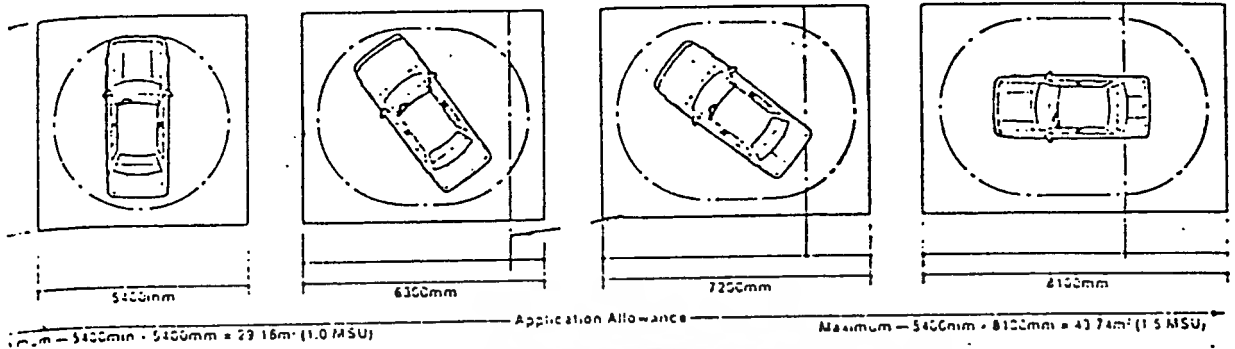 5400mm
6300mm
7200mm
8100mm
Application Allowance
5400mm × 5400mm = 29.16m² (1.0 MSU)
Maximum — 5400mm × 8100mm = 43.74m² (1.5 MSU)